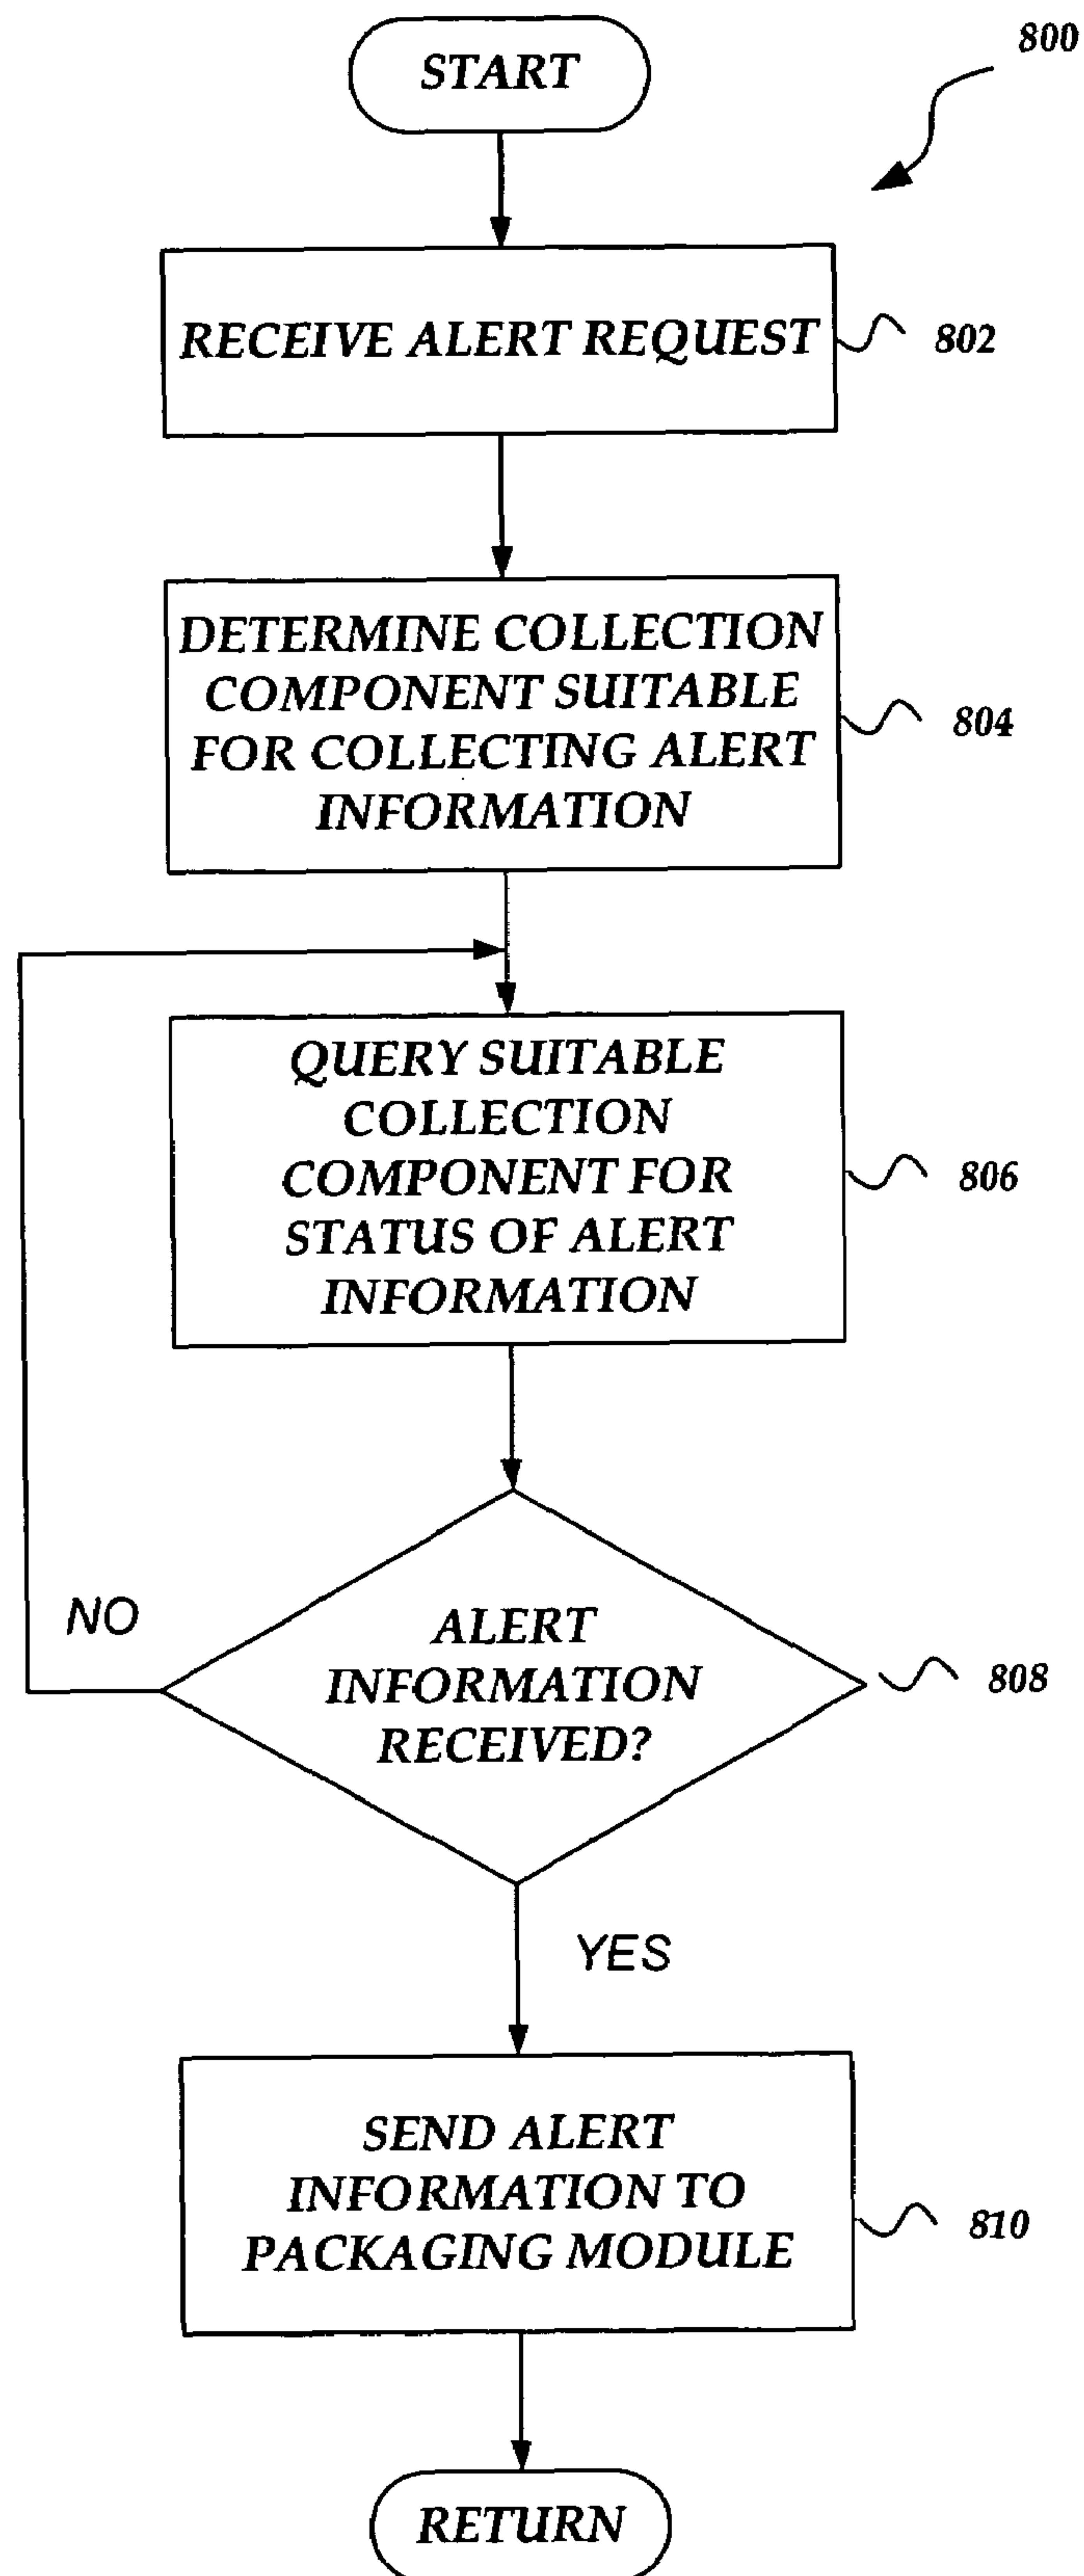 START
800
RECEIVE ALERT REQUEST
802
DETERMINE COLLECTION
COMPONENT SUITABLE
FOR COLLECTING ALERT
INFORMATION
804
QUERY SUITABLE
COLLECTION
COMPONENT FOR
STATUS OF ALERT
INFORMATION
806
NO
ALERT
INFORMATION
RECEIVED?
808
YES
SEND ALERT
INFORMATION TO
PACKAGING MODULE
810
RETURN